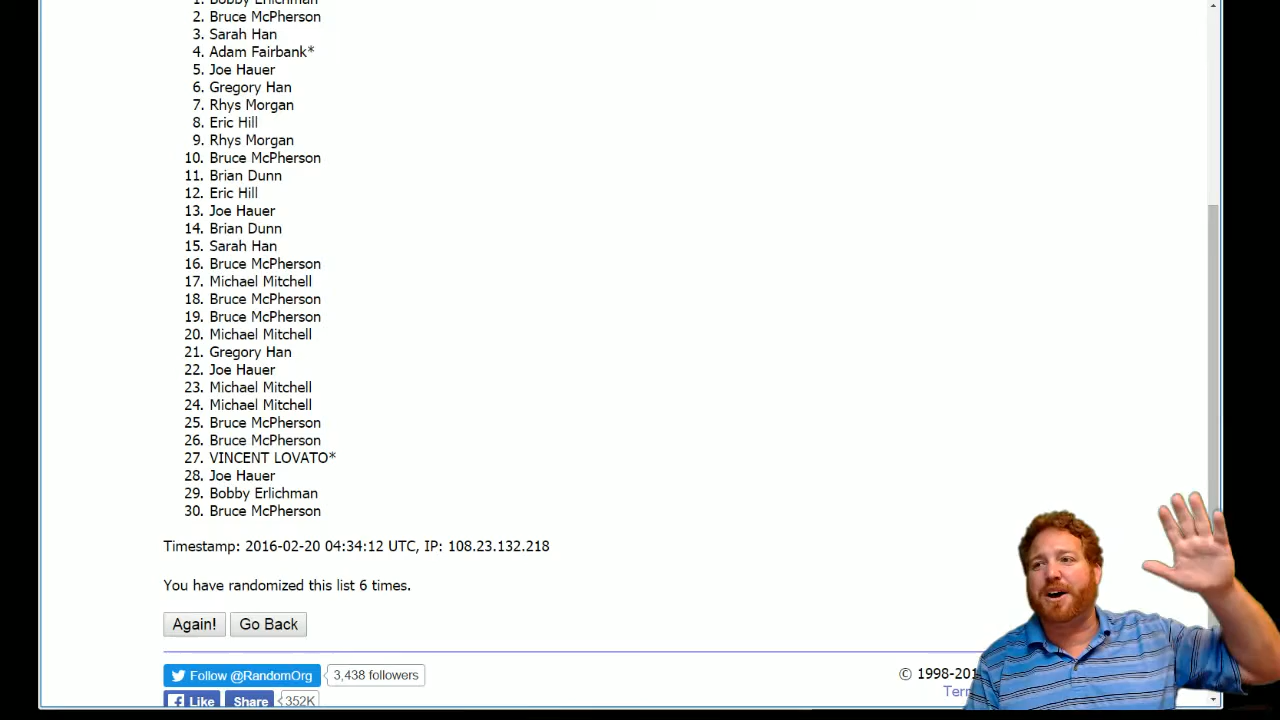 1. Bobby Erlichman
2. Bruce McPherson
3. Sarah Han
4. Adam Fairbank*
5. Joe Hauer
6. Gregory Han
7. Rhys Morgan
8. Eric Hill
9. Rhys Morgan
10. Bruce McPherson
11. Brian Dunn
12. Eric Hill
13. Joe Hauer
14. Brian Dunn
15. Sarah Han
16. Bruce McPherson
17. Michael Mitchell
18. Bruce McPherson
19. Bruce McPherson
20. Michael Mitchell
21. Gregory Han
22. Joe Hauer
23. Michael Mitchell
24. Michael Mitchell
25. Bruce McPherson
26. Bruce McPherson
27. VINCENT LOVATO*
28. Joe Hauer
29. Bobby Erlichman
30. Bruce McPherson
Timestamp: 2016-02-20 04:34:12 UTC, IP: 108.23.132.218
You have randomized this list 6 times.
Again! Go Back
Follow @RandomOrg 3,438 followers
© 1998-201
Like Share 352K
Terr